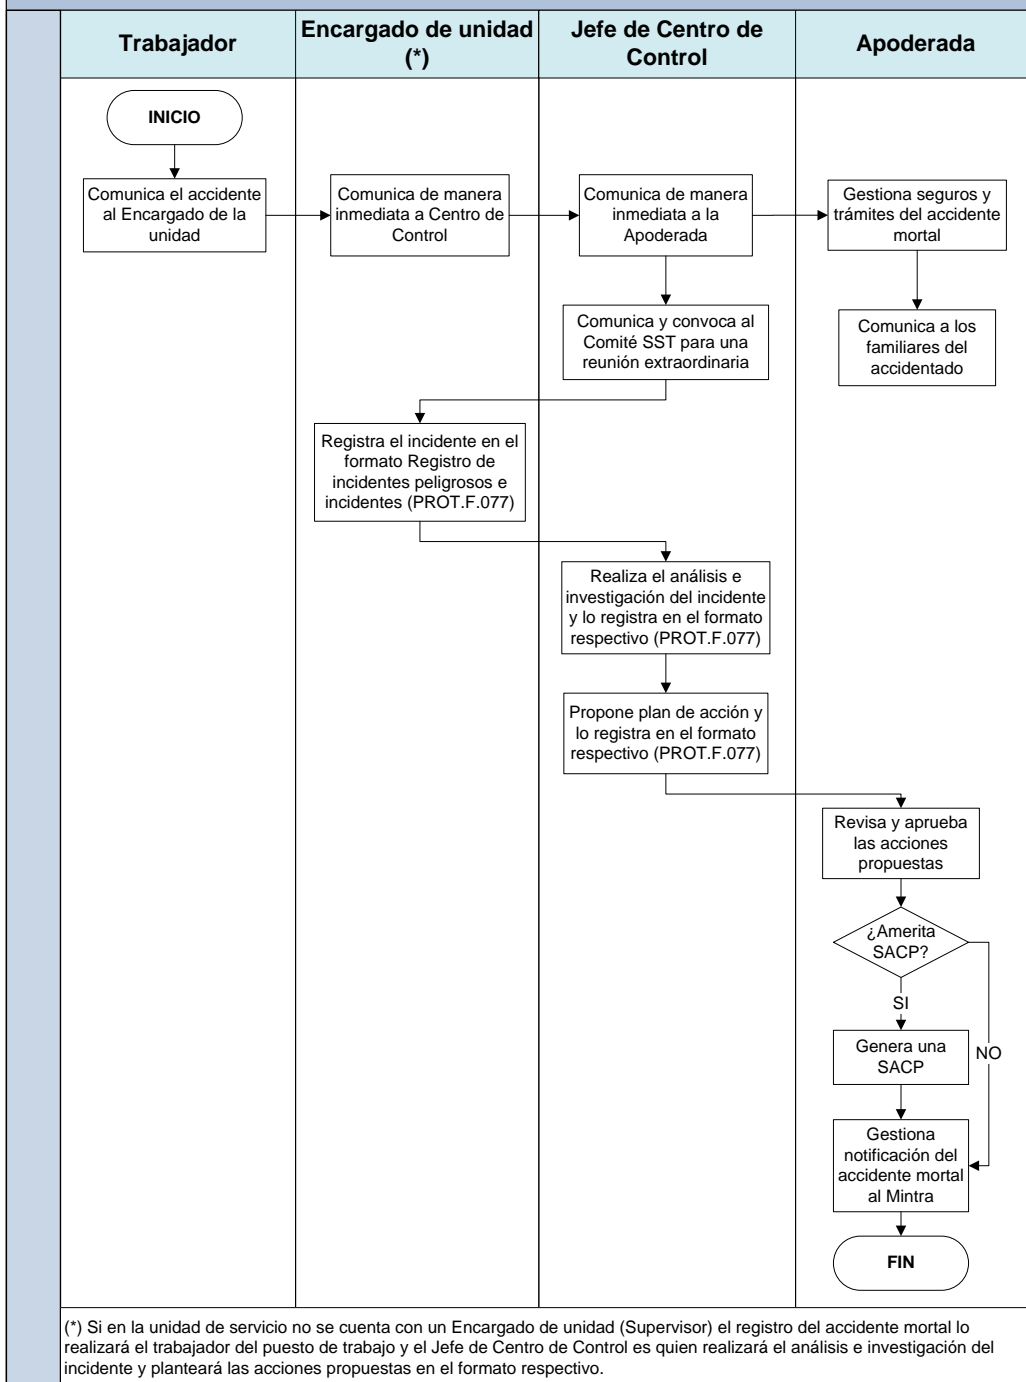 Trabajador
Encargado de unidad
(*)
Jefe de Centro de
Control
Apoderada
INICIO
Comunica el accidente
al Encargado de la
unidad
Comunica de manera
inmediata a Centro de
Control
Comunica de manera
inmediata a la
Apoderada
Gestiona seguros y
trámites del accidente
mortal
Comunica y convoca al
Comité SST para una
reunión extraordinaria
Comunica a los
familiares del
accidentado
Registra el incidente en el
formato Registro de
incidentes peligrosos e
incidentes (PROT.F.077)
Realiza el análisis e
investigación del incidente
y lo registra en el formato
respectivo (PROT.F.077)
Propone plan de acción y
lo registra en el formato
respectivo (PROT.F.077)
Revisa y aprueba
las acciones
propuestas
¿Amerita
SACP?
SI
NO
Genera una
SACP
Gestiona
notificación del
accidente mortal
al Mintra
FIN
(*) Si en la unidad de servicio no se cuenta con un Encargado de unidad (Supervisor) el registro del accidente mortal lo
realizará el trabajador del puesto de trabajo y el Jefe de Centro de Control es quien realizará el análisis e investigación del
incidente y planteará las acciones propuestas en el formato respectivo.